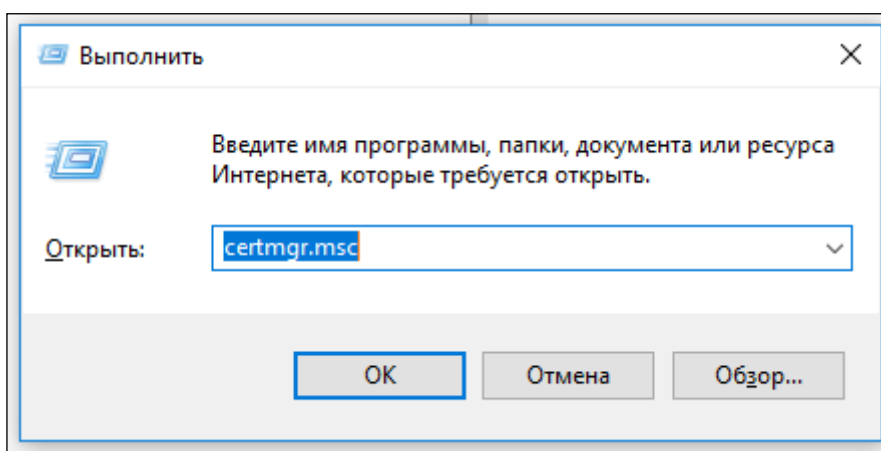 Выполнить
Введите имя программы, папки, документа или ресурса
Интернета, которые требуется открыть.
Открыть: certmgr.msc
OK Отмена Обзор...